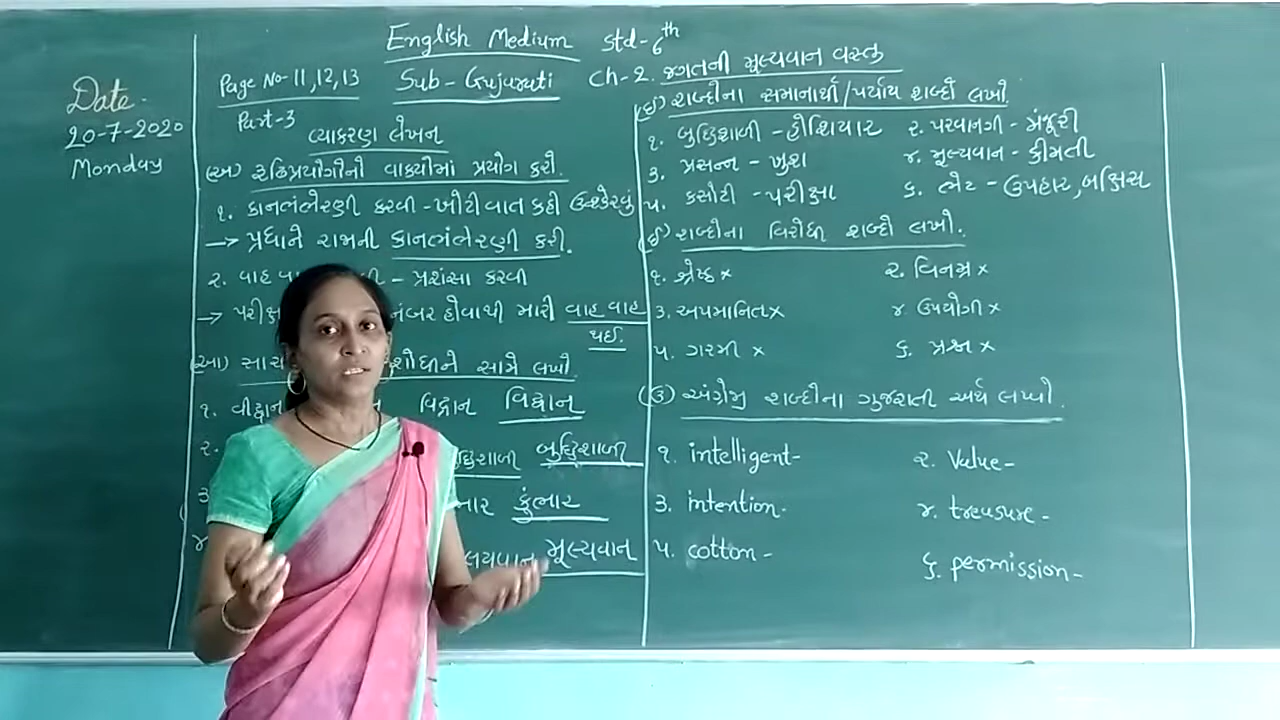 English Medium std-6th
Date.
20-7-2020
Monday
Page No-11,12,13
Sub-Gujarati
Ch-2. જગતની મૂલ્યવાન વસ્તુ
Part-3
વ્યાકરણ લેખન
(અ) રૂઢિપ્રયોગોનો વાક્યોમાં પ્રયોગ કરો.
૧. કાનભંભેરણી કરવી - ખોટી વાત કહી ઉશ્કેરવું
→ પ્રધાને રાજાની કાનભંભેરણી કરી.
૨. વાહ - પ્રશંસા કરવી
→ નંબર હોવાથી મારી વાહ વાહ
થઈ.
(આ) શોધીને સામે લખો.
૧. વીદ્વાન વિદ્વાન વિદ્વાન
૨. બુદ્ધિશાળી
૩ કુંભાર
૪ મૂલ્યવાન
(ઇ) શબ્દોના સમાનાર્થી/પર્યાય શબ્દો લખો.
૧. બુદ્ધિશાળી - હોશિયાર ૨. પરવાનગી - મંજૂરી
૩. પ્રસન્ન - ખુશ ૪. મૂલ્યવાન - કીમતી
૫. કસોટી - પરીક્ષા ૬. ભેટ - ઉપહાર, બક્ષિસ
(ઈ) શબ્દોના વિરોધી શબ્દો લખો.
૧. શ્રેષ્ઠ × ૨. વિનમ્ર ×
૩. અપમાનિત × ૪ ઉપયોગી ×
૫. ગરમી × ૬. પ્રશ્ન ×
(ઉ) અંગ્રેજી શબ્દોના ગુજરાતી અર્થ લખો.
૧. intelligent- ૨. Value-
૩. intention- ૪. treasure-
૫. cotton- ૬. permission-